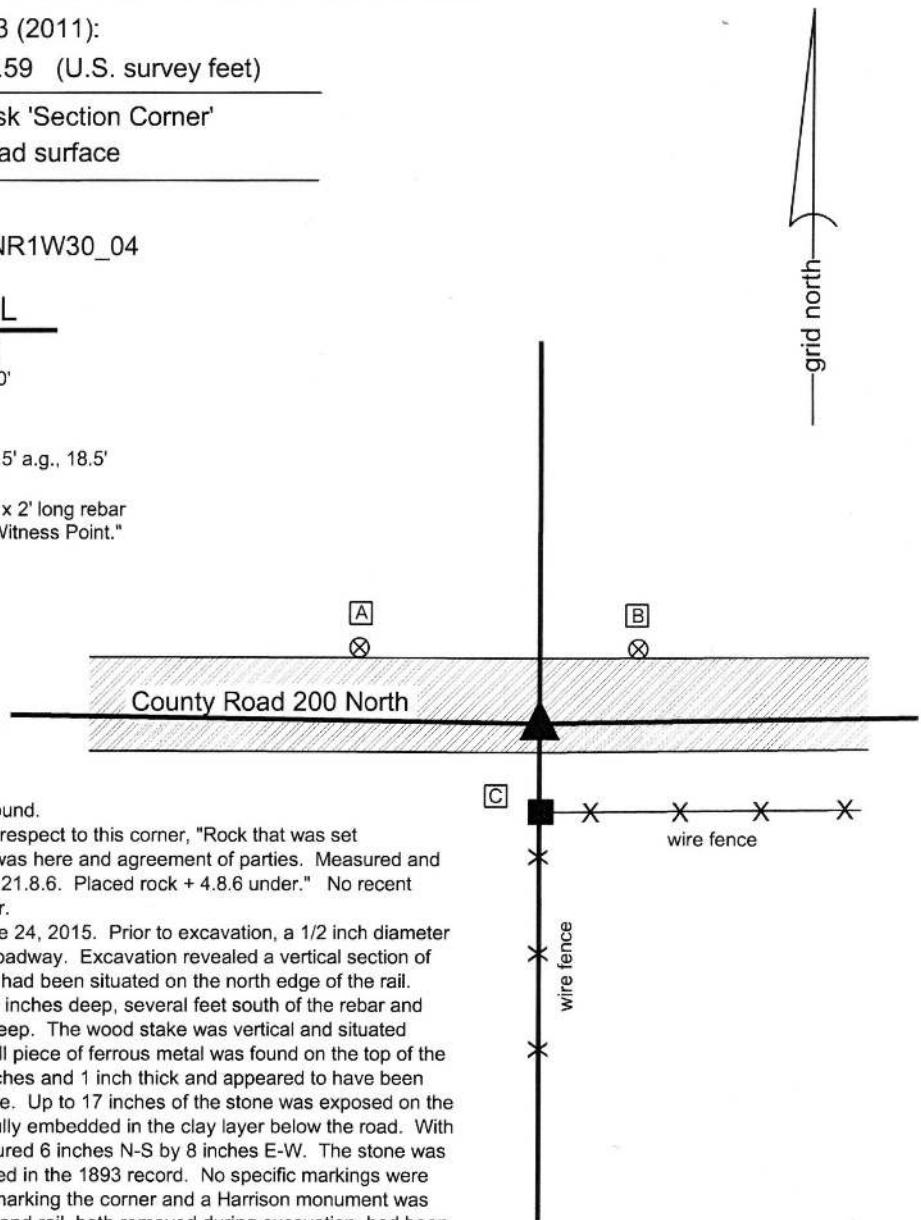 3 (2011):
.59 (U.S. survey feet)
sk 'Section Corner'
ad surface
NR1W30_04
L
0'
5' a.g., 18.5'
x 2' long rebar
Witness Point."
grid north
A
B
County Road 200 North
C
wire fence
wire fence
ound.
respect to this corner, "Rock that was set
was here and agreement of parties. Measured and
21.8.6. Placed rock + 4.8.6 under." No recent
r.
e 24, 2015. Prior to excavation, a 1/2 inch diameter
oadway. Excavation revealed a vertical section of
had been situated on the north edge of the rail.
inches deep, several feet south of the rebar and
eep. The wood stake was vertical and situated
ll piece of ferrous metal was found on the top of the
ches and 1 inch thick and appeared to have been
e. Up to 17 inches of the stone was exposed on the
ully embedded in the clay layer below the road. With
ured 6 inches N-S by 8 inches E-W. The stone was
ed in the 1893 record. No specific markings were
marking the corner and a Harrison monument was
and rail, both removed during excavation, had been